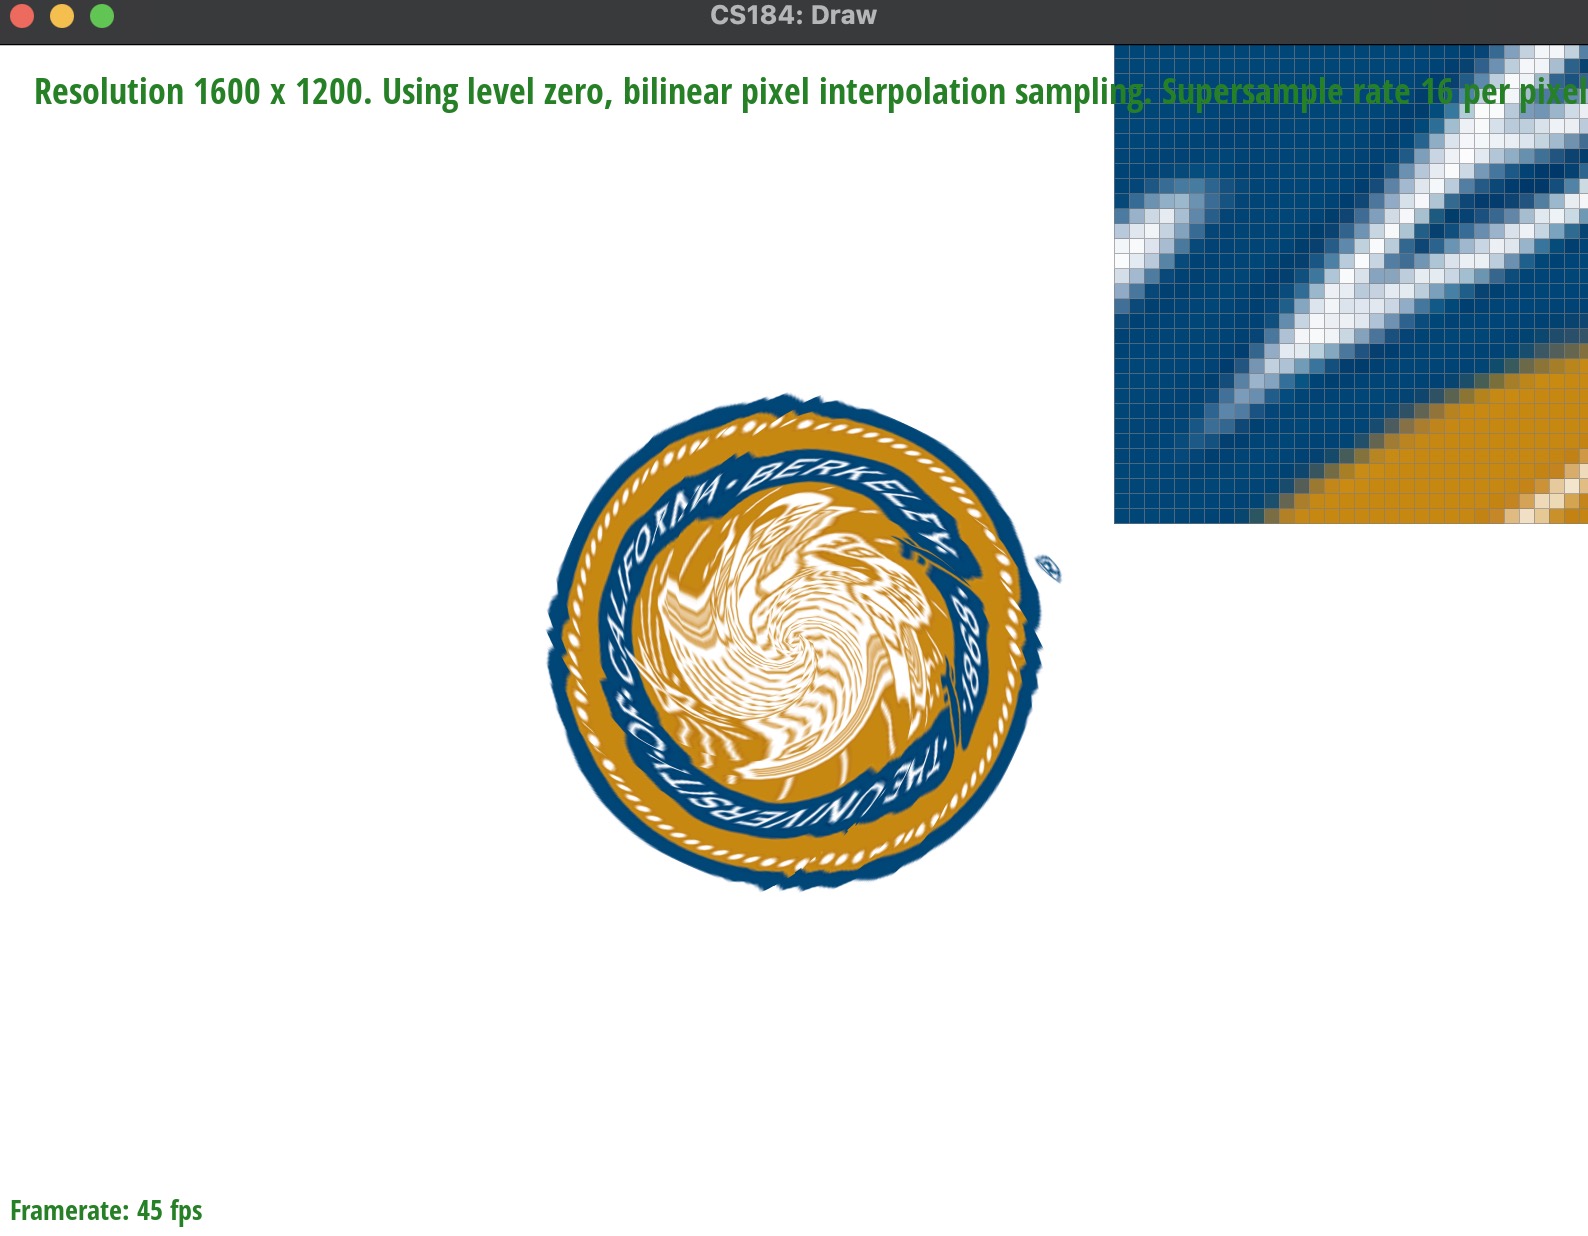 CS184: Draw
Resolution 1600 x 1200. Using level zero, bilinear pixel interpolation sampling. Supersample rate 16 per pixel
·THE UNIVERSITY OF · CALIFORNIA · BERKELEY·
·1868·
®
Framerate: 45 fps